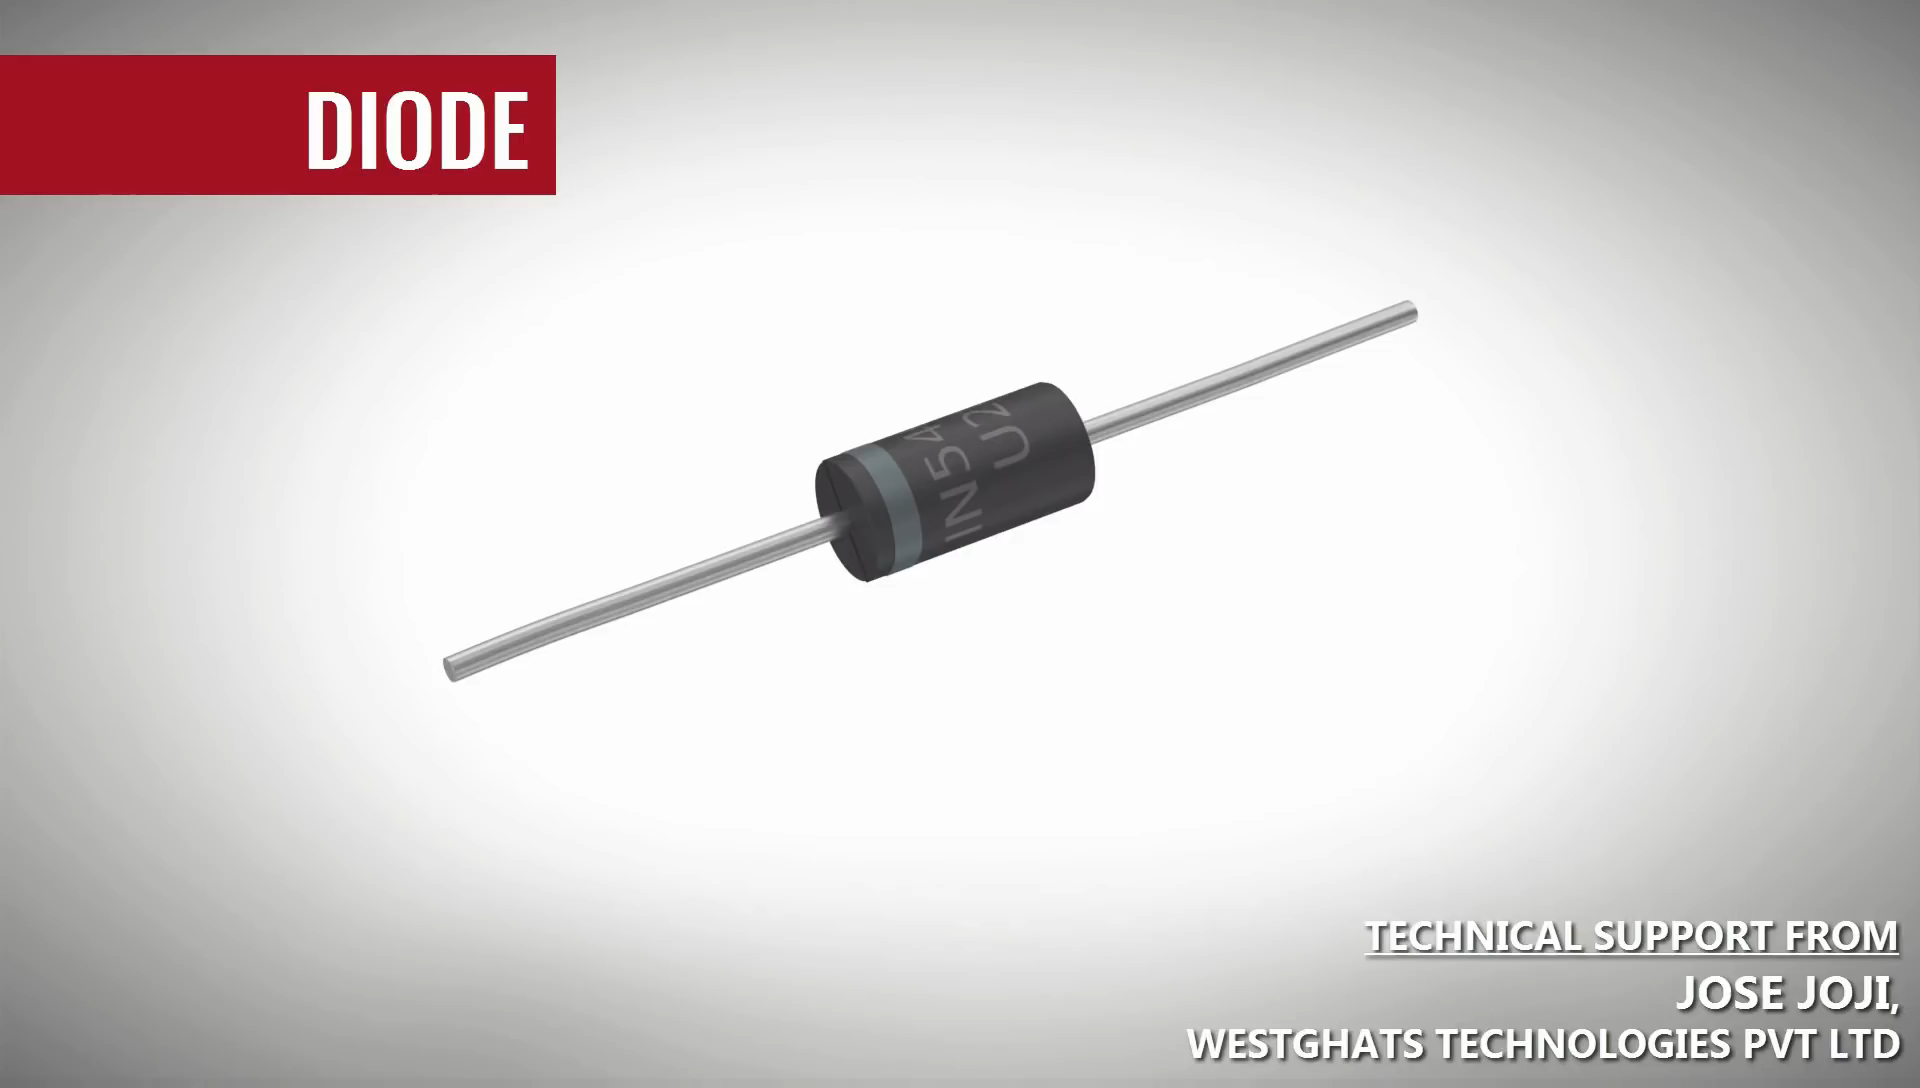 DIODE
IN54
U2
TECHNICAL SUPPORT FROM
JOSE JOJI,
WESTGHATS TECHNOLOGIES PVT LTD